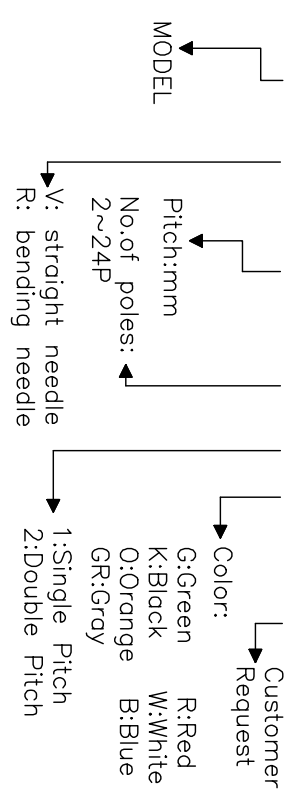 MODEL
Pitch:mm
No.of poles:
2~24P
V: straight needle
R: bending needle
1:Single Pitch
2:Double Pitch
Color:
G:Green R:Red
K:Black W:White
O:Orange B:Blue
GR:Gray
Customer
Request